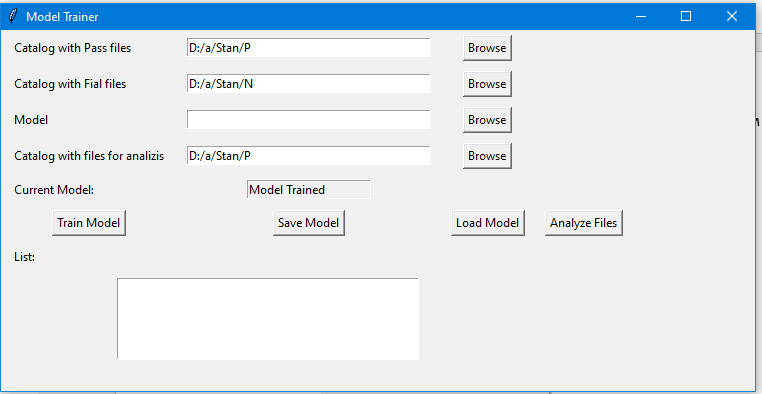 Model Trainer
Catalog with Pass files D:/a/Stan/P Browse
Catalog with Fial files D:/a/Stan/N Browse
Model Browse
Catalog with files for analizis D:/a/Stan/P Browse
Current Model: Model Trained
Train Model Save Model Load Model Analyze Files
List: